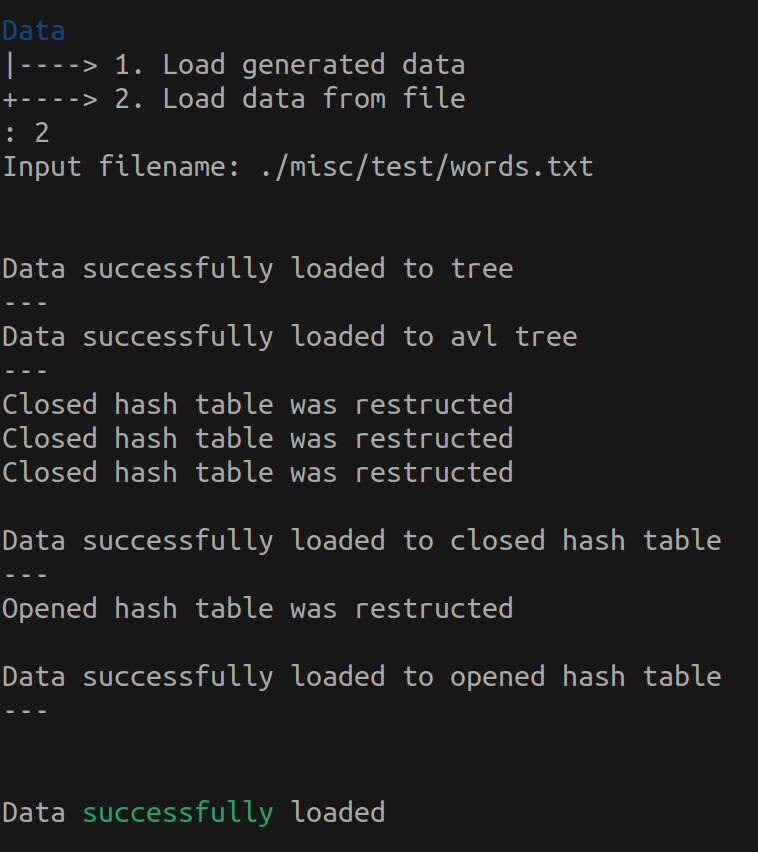 Data
|----> 1. Load generated data
+----> 2. Load data from file
: 2
Input filename: ./misc/test/words.txt
Data successfully loaded to tree
---
Data successfully loaded to avl tree
---
Closed hash table was restructed
Closed hash table was restructed
Closed hash table was restructed
Data successfully loaded to closed hash table
---
Opened hash table was restructed
Data successfully loaded to opened hash table
---
Data successfully loaded